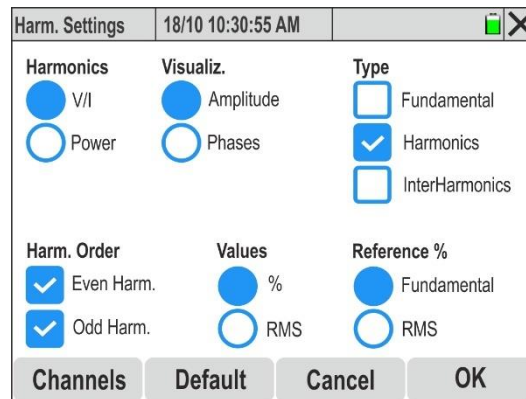 Harm. Settings 18/10 10:30:55 AM
Harmonics Visualiz. Type
V/I Amplitude Fundamental
Power Phases Harmonics
InterHarmonics
Harm. Order Values Reference %
Even Harm. % Fundamental
Odd Harm. RMS RMS
Channels Default Cancel OK